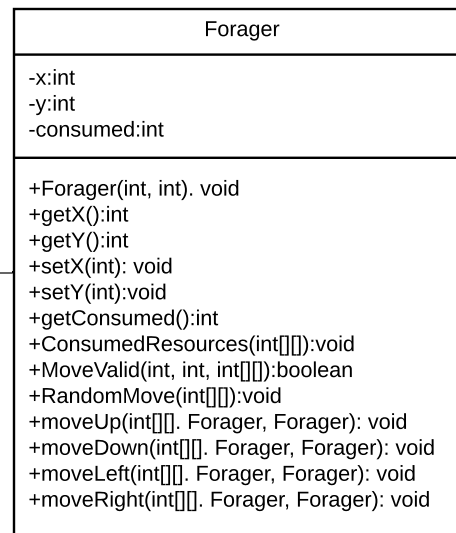 Forager
-x:int
-y:int
-consumed:int
+Forager(int, int). void
+getX():int
+getY():int
+setX(int): void
+setY(int):void
+getConsumed():int
+ConsumedResources(int[][]):void
+MoveValid(int, int, int[][]):boolean
+RandomMove(int[][]):void
+moveUp(int[][]. Forager, Forager): void
+moveDown(int[][]. Forager, Forager): void
+moveLeft(int[][]. Forager, Forager): void
+moveRight(int[][]. Forager, Forager): void